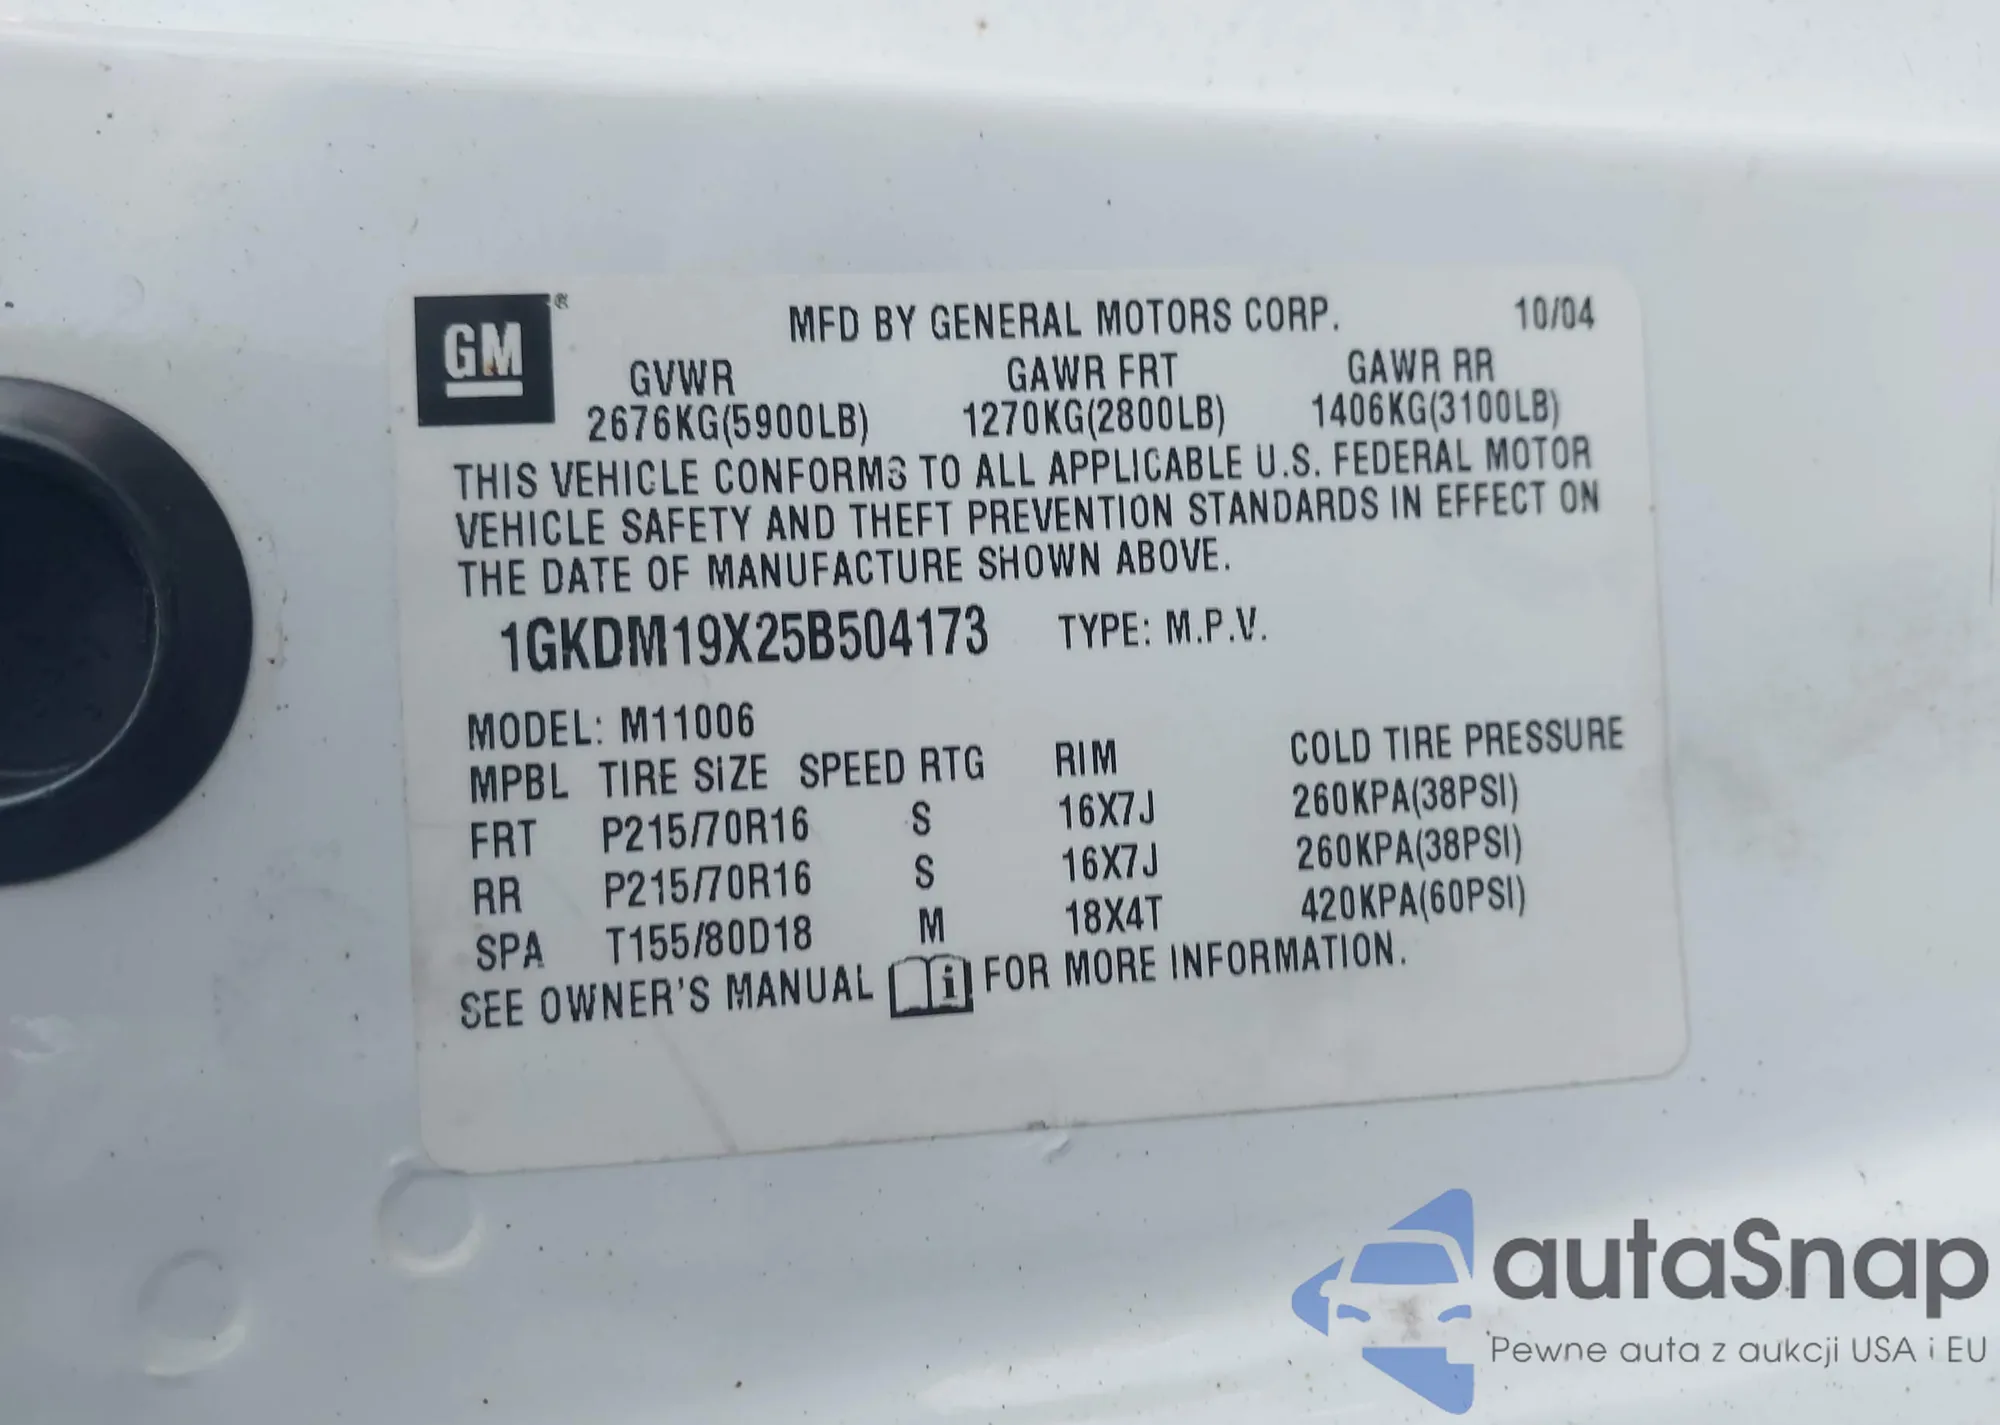 GM®
MFD BY GENERAL MOTORS CORP. 10/04
GVWR GAWR FRT GAWR RR
2676KG(5900LB) 1270KG(2800LB) 1406KG(3100LB)
THIS VEHICLE CONFORMS TO ALL APPLICABLE U.S. FEDERAL MOTOR
VEHICLE SAFETY AND THEFT PREVENTION STANDARDS IN EFFECT ON
THE DATE OF MANUFACTURE SHOWN ABOVE.
1GKDM19X25B504173 TYPE: M.P.V.
MODEL: M11006
MPBL TIRE SIZE SPEED RTG RIM COLD TIRE PRESSURE
FRT P215/70R16 S 16X7J 260KPA(38PSI)
RR P215/70R16 S 16X7J 260KPA(38PSI)
SPA T155/80D18 M 18X4T 420KPA(60PSI)
SEE OWNER'S MANUAL i FOR MORE INFORMATION.
autaSnap
Pewne auta z aukcji USA i EU